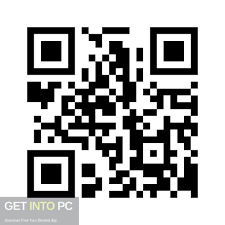 GET INTO PC
Download Free Your Desired App